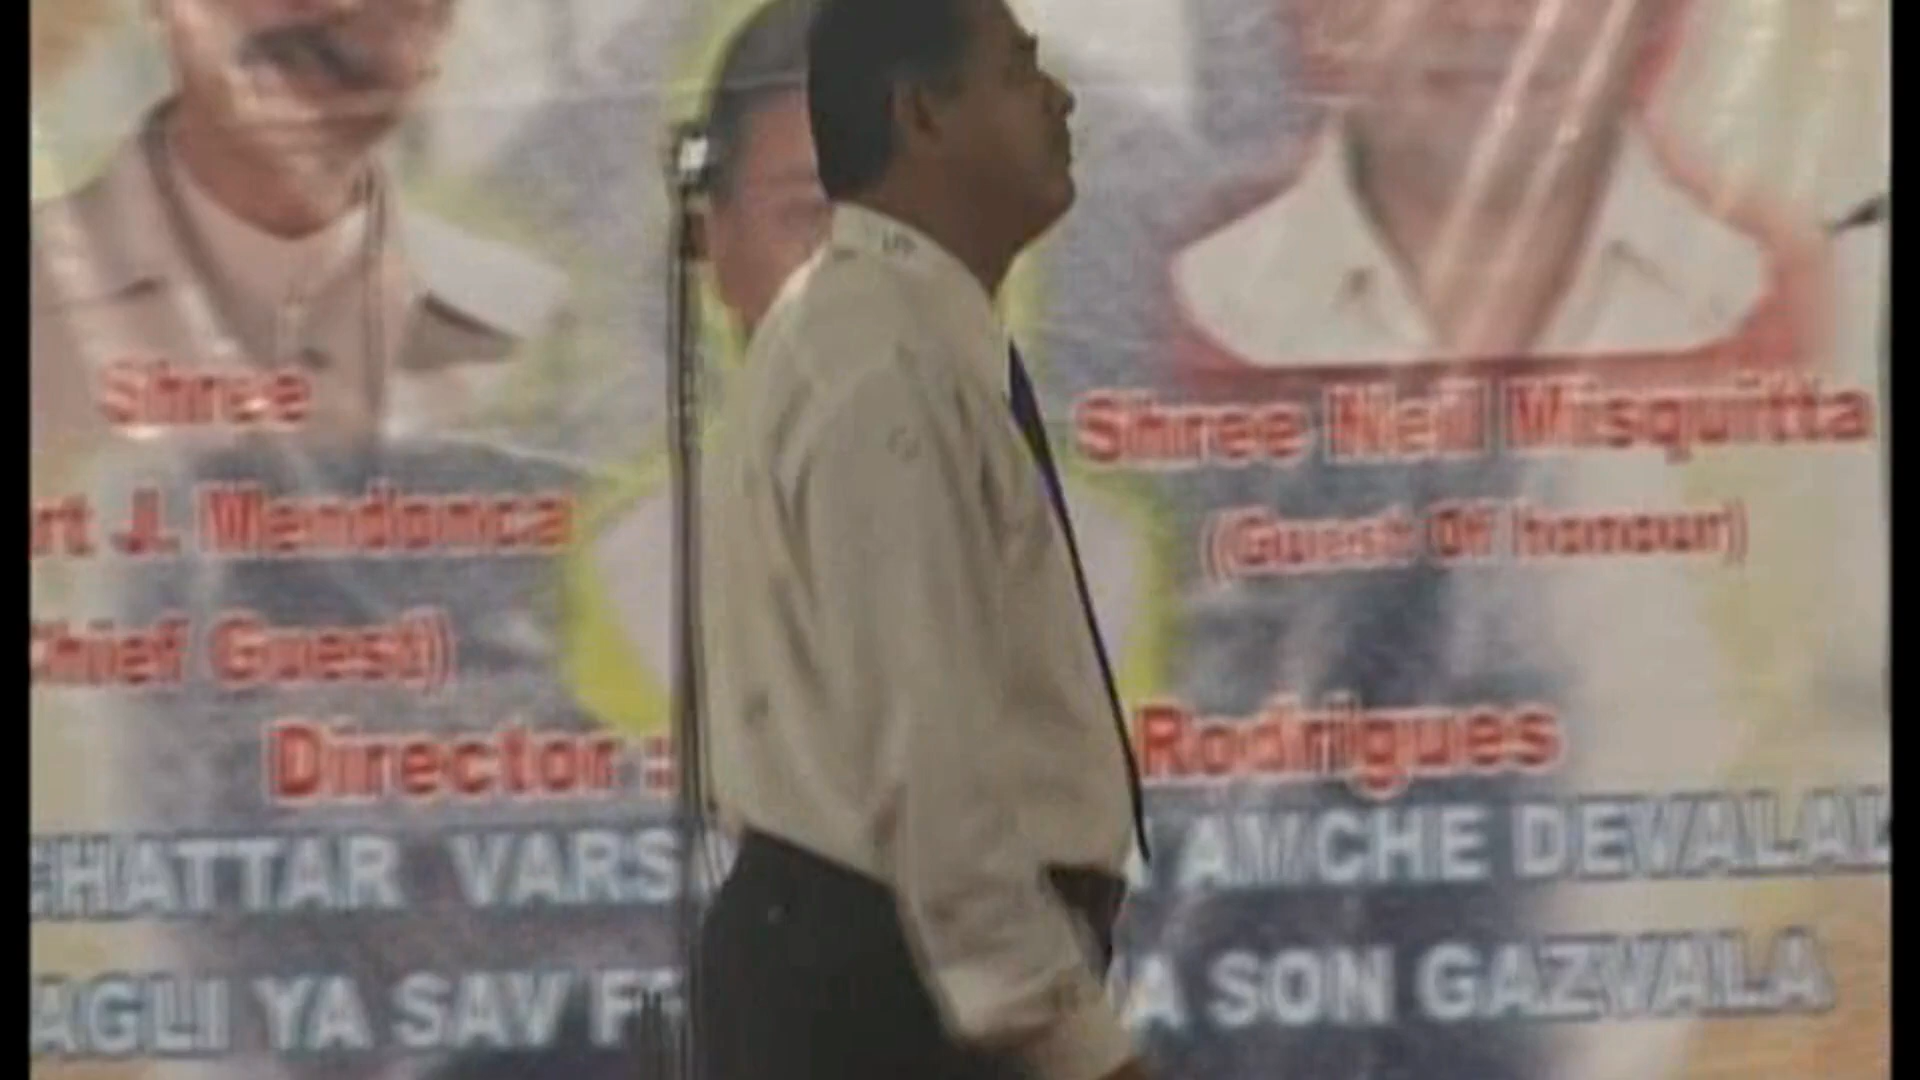 Shree
rt J. Mendonca
Chief Guest)
Shree Neil Misquitta
(Guest Of honour)
Director : Rodrigues
EHATTAR VARS AMCHE DEVALAL
AGLI YA SAV F A SON GAZVALA